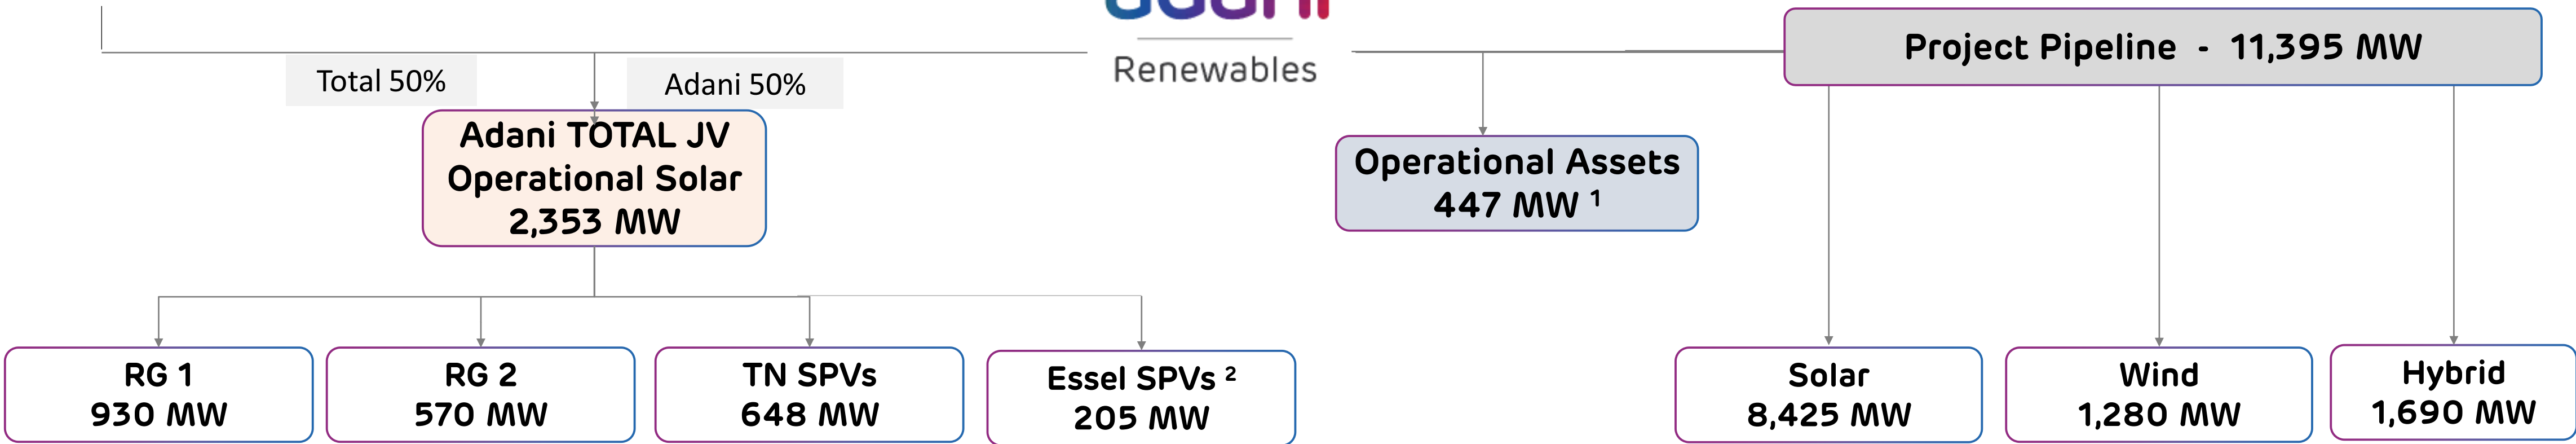 adani
Renewables
Project Pipeline - 11,395 MW
Total 50%
Adani 50%
Adani TOTAL JV
Operational Solar
2,353 MW
Operational Assets
447 MW ¹
RG 1
930 MW
RG 2
570 MW
TN SPVs
648 MW
Essel SPVs ²
205 MW
Solar
8,425 MW
Wind
1,280 MW
Hybrid
1,690 MW